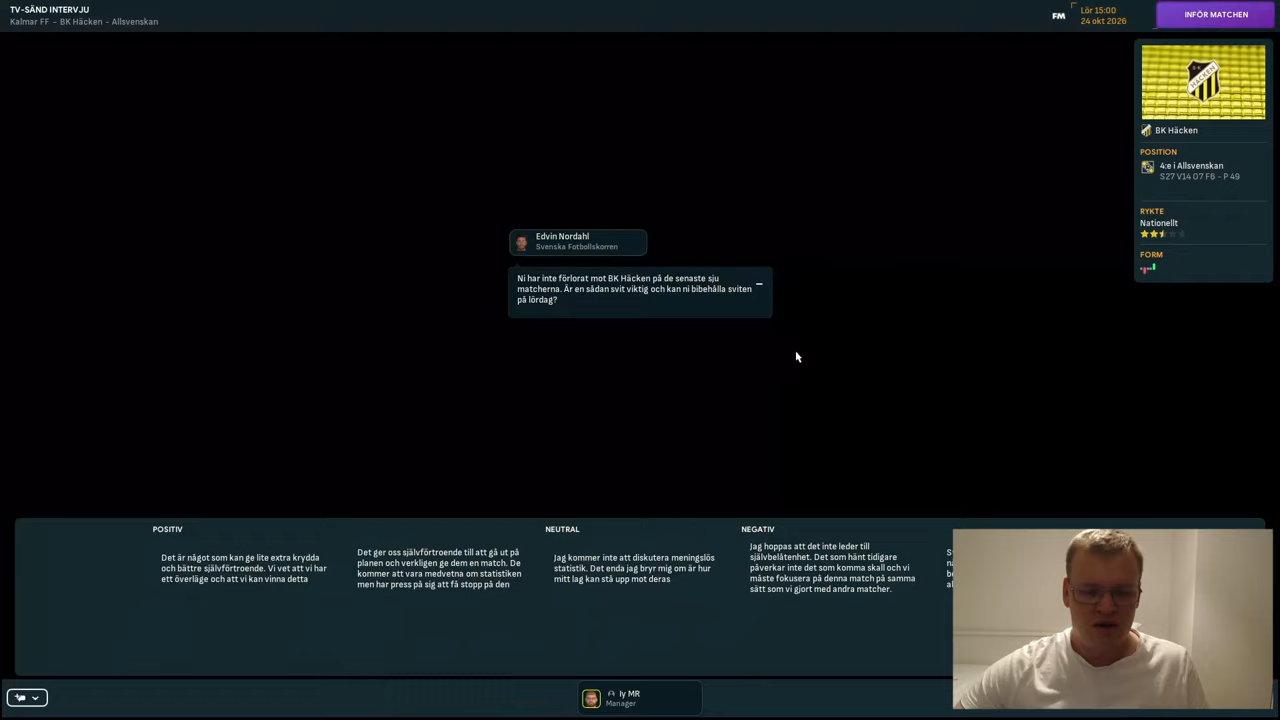 TV-SÄND INTERVJU
Kalmar FF - BK Häcken - Allsvenskan
FM
Lör 15:00
24 okt 2026
INFÖR MATCHEN
BK Häcken
POSITION
4:e i Allsvenskan
S27 V14 O7 F6 - P 49
RYKTE
Nationellt
FORM
Edvin Nordahl
Svenska Fotbollskorren
Ni har inte förlorat mot BK Häcken på de senaste sju
matcherna. Är en sådan svit viktig och kan ni bibehålla sviten
på lördag?
POSITIV
Det är något som kan ge lite extra krydda
och bättre självförtroende. Vi vet att vi har
ett överläge och att vi kan vinna detta
Det ger oss självförtroende till att gå ut på
planen och verkligen ge dem en match. De
kommer att vara medvetna om statistiken
men har press på sig att få stopp på den
NEUTRAL
Jag kommer inte att diskutera meningslös
statistik. Det enda jag bryr mig om är hur
mitt lag kan stå upp mot deras
NEGATIV
Jag hoppas att det inte leder till
självbelåtenhet. Det som hänt tidigare
påverkar inte det som komma skall och vi
måste fokusera på denna match på samma
sätt som vi gjort med andra matcher.
Iy MR
Manager